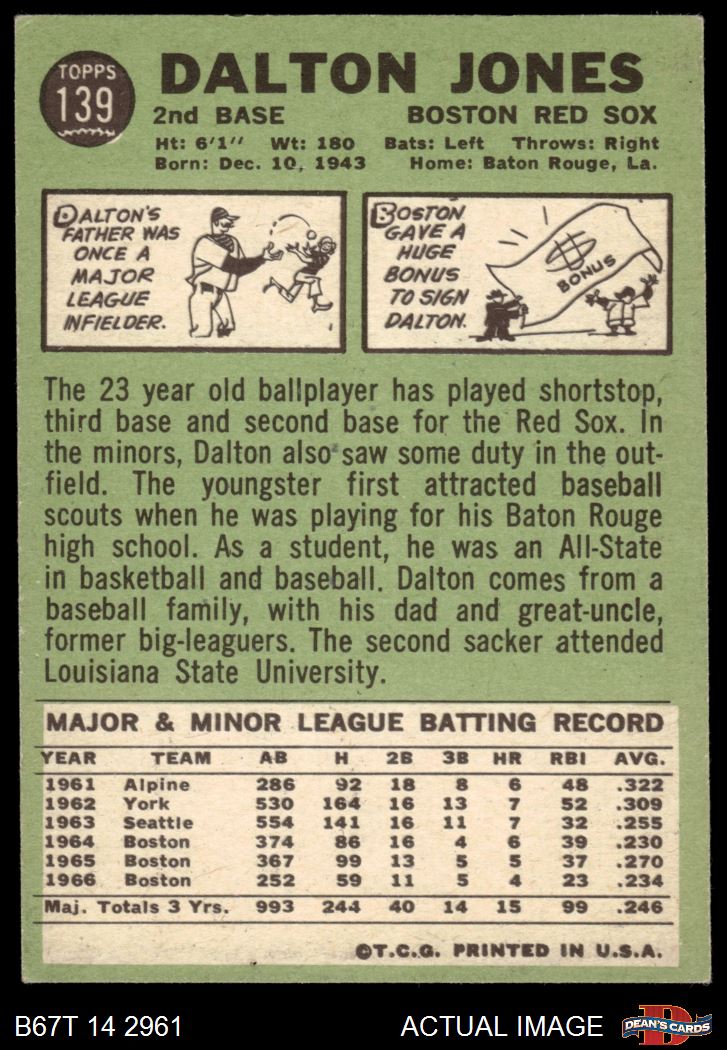 TOPPS
139
DALTON JONES
2nd BASE BOSTON RED SOX
Ht: 6'1" Wt: 180 Bats: Left Throws: Right
Born: Dec. 10, 1943 Home: Baton Rouge, La.
DALTON'S
FATHER WAS
ONCE A
MAJOR
LEAGUE
INFIELDER.
BOSTON
GAVE A
HUGE
BONUS
TO SIGN
DALTON.
BONUS
The 23 year old ballplayer has played shortstop,
third base and second base for the Red Sox. In
the minors, Dalton also saw some duty in the out-
field. The youngster first attracted baseball
scouts when he was playing for his Baton Rouge
high school. As a student, he was an All-State
in basketball and baseball. Dalton comes from a
baseball family, with his dad and great-uncle,
former big-leaguers. The second sacker attended
Louisiana State University.
MAJOR & MINOR LEAGUE BATTING RECORD
YEAR TEAM AB H 2B 3B HR RBI AVG.
1961 Alpine 286 92 18 8 6 48 .322
1962 York 530 164 16 13 7 52 .309
1963 Seattle 554 141 16 11 7 32 .255
1964 Boston 374 86 16 4 6 39 .230
1965 Boston 367 99 13 5 5 37 .270
1966 Boston 252 59 11 5 4 23 .234
Maj. Totals 3 Yrs. 993 244 40 14 15 99 .246
©T.C.G. PRINTED IN U.S.A.
B67T 14 2961 ACTUAL IMAGE
D
DEAN'S CARDS